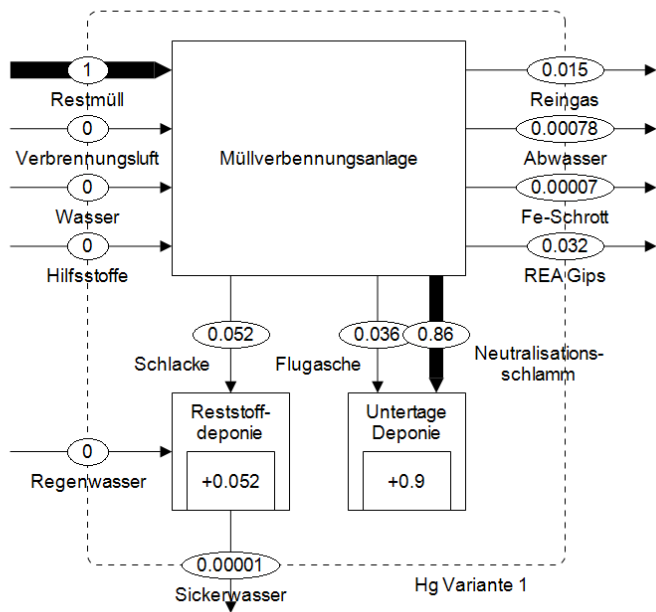 1
0.015
Restmüll
Reingas
0
0.00078
Verbrennungsluft
Müllverbennungsanlage
Abwasser
0
0.00007
Wasser
Fe-Schrott
0
0.032
Hilfsstoffe
REA Gips
0.052
0.036
0.86
Schlacke
Flugasche
Neutralisations-
schlamm
Reststoff-
deponie
Untertage
Deponie
0
+0.052
+0.9
Regenwasser
0.00001
Sickerwasser
Hg Variante 1